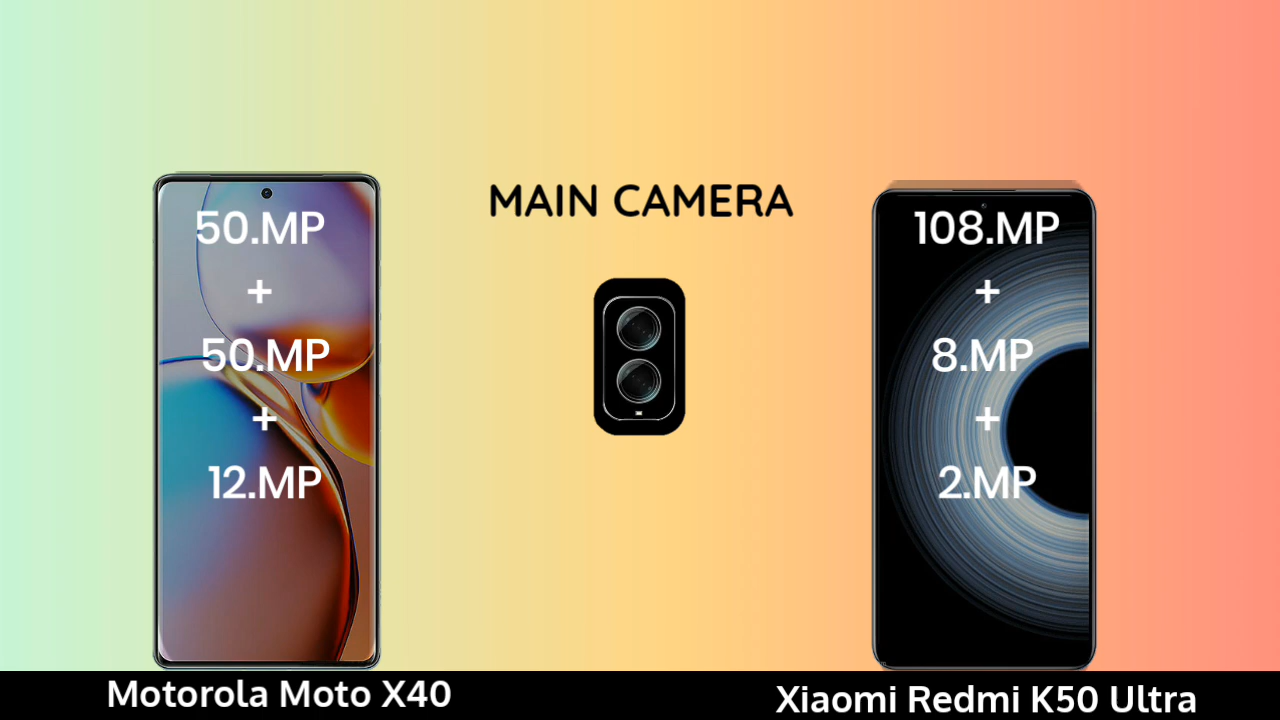 MAIN CAMERA
50.MP
+
50.MP
+
12.MP
108.MP
+
8.MP
+
2.MP
Motorola Moto X40
Xiaomi Redmi K50 Ultra